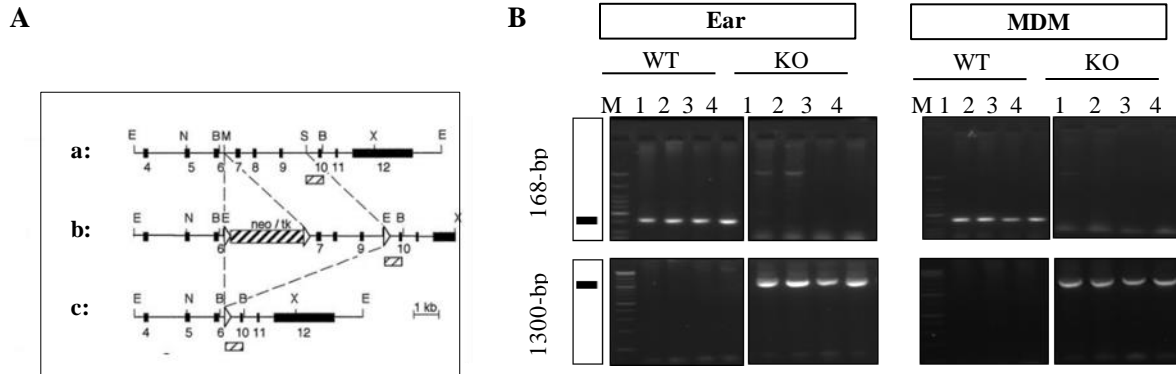 A
B
Ear
MDM
WT
KO
WT
KO
M 1 2 3 4
1 2 3 4
M 1 2 3 4
1 2 3 4
168-bp
1300-bp
a:
E N B M S B X E
4 5 6 7 8 9 10 11 12
b:
E N B E neo / tk E B X
6 7 9 10
c:
E N B B X E
4 5 6 10 11 12
1 kb